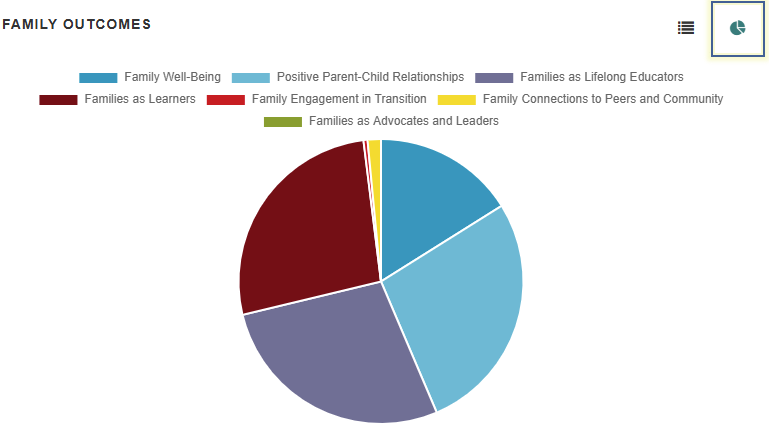 FAMILY OUTCOMES
Family Well-Being Positive Parent-Child Relationships Families as Lifelong Educators
Families as Learners Family Engagement in Transition Family Connections to Peers and Community
Families as Advocates and Leaders